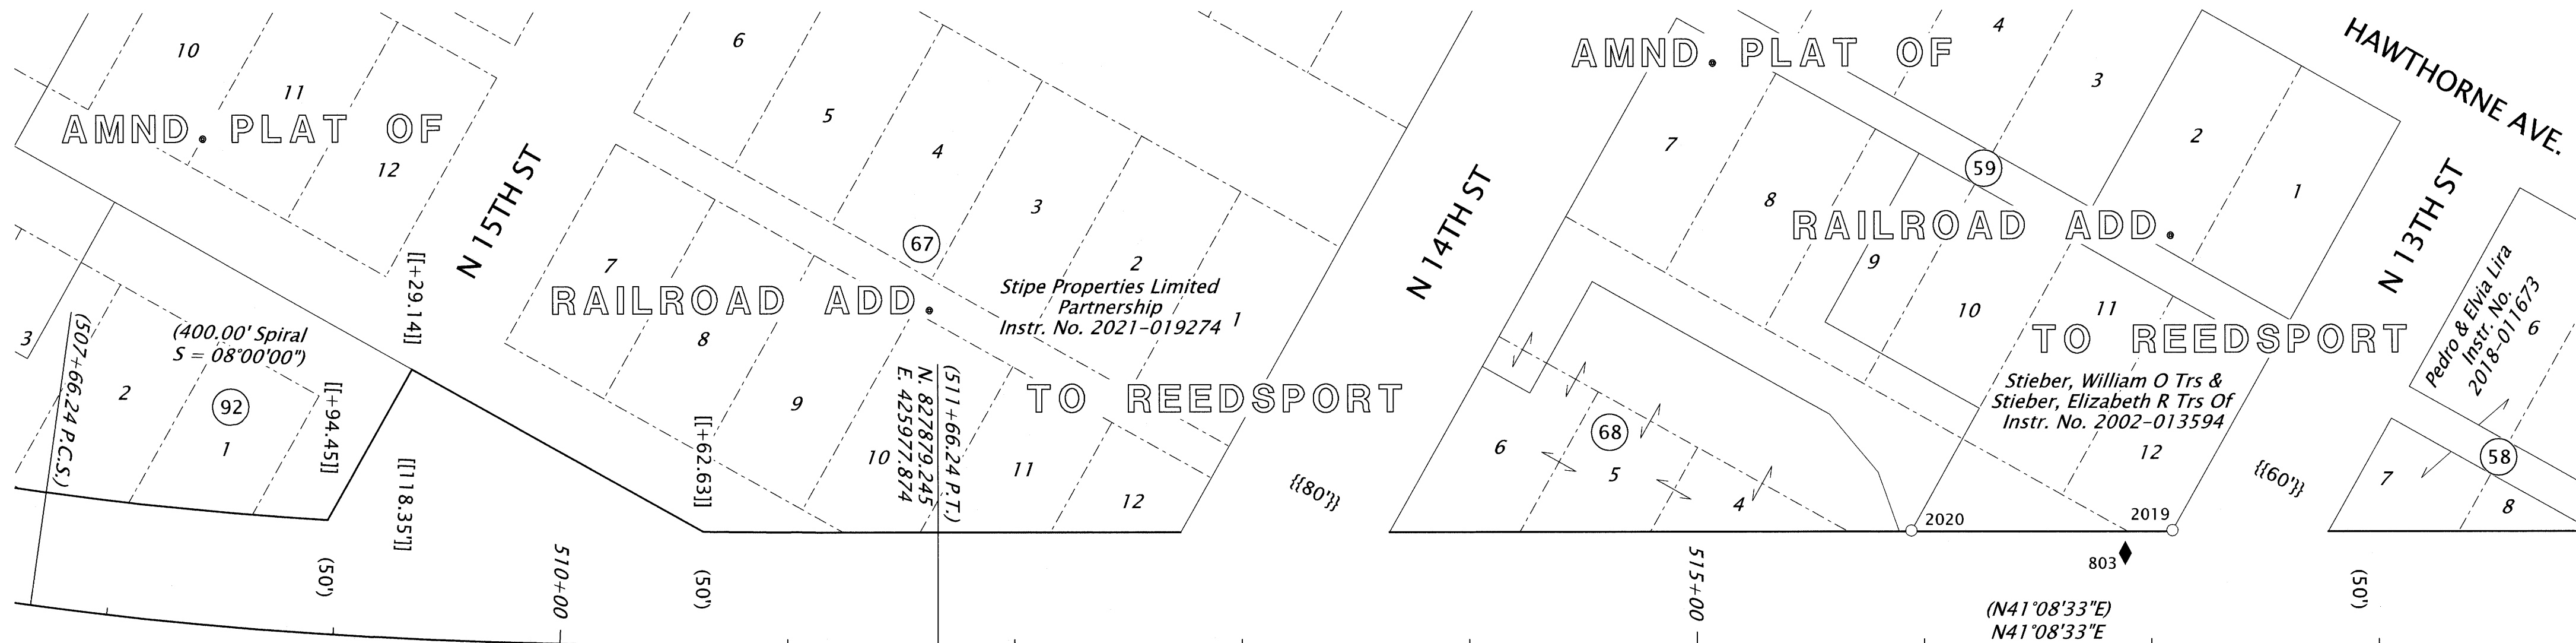 10
11
12
AMND. PLAT OF
N 15TH ST
6
5
4
3
2
1
67
7
8
9
10
11
12
RAILROAD ADD.
TO REEDSPORT
Stipe Properties Limited
Partnership
Instr. No. 2021-019274
3
2
1
92
(507+66.24 P.C.S.)
(400.00' Spiral
S = 08°00'00")
[[+29.14]]
[[+94.45]]
[[118.35']]
[[+62.63]]
(511+66.24 P.T.)
N. 827879.245
E. 425977.874
(50')
510+00
(50')
N 14TH ST
{{80'}}
AMND. PLAT OF
4
3
2
1
59
7
8
9
10
11
12
RAILROAD ADD.
TO REEDSPORT
HAWTHORNE AVE.
N 13TH ST
Stieber, William O Trs &
Stieber, Elizabeth R Trs Of
Instr. No. 2002-013594
6
5
4
68
2020
2019
803
515+00
(N41°08'33"E)
N41°08'33"E
{{60'}}
(50')
Pedro & Elvia Lira
Instr. No.
2018-011673
6
58
7
8